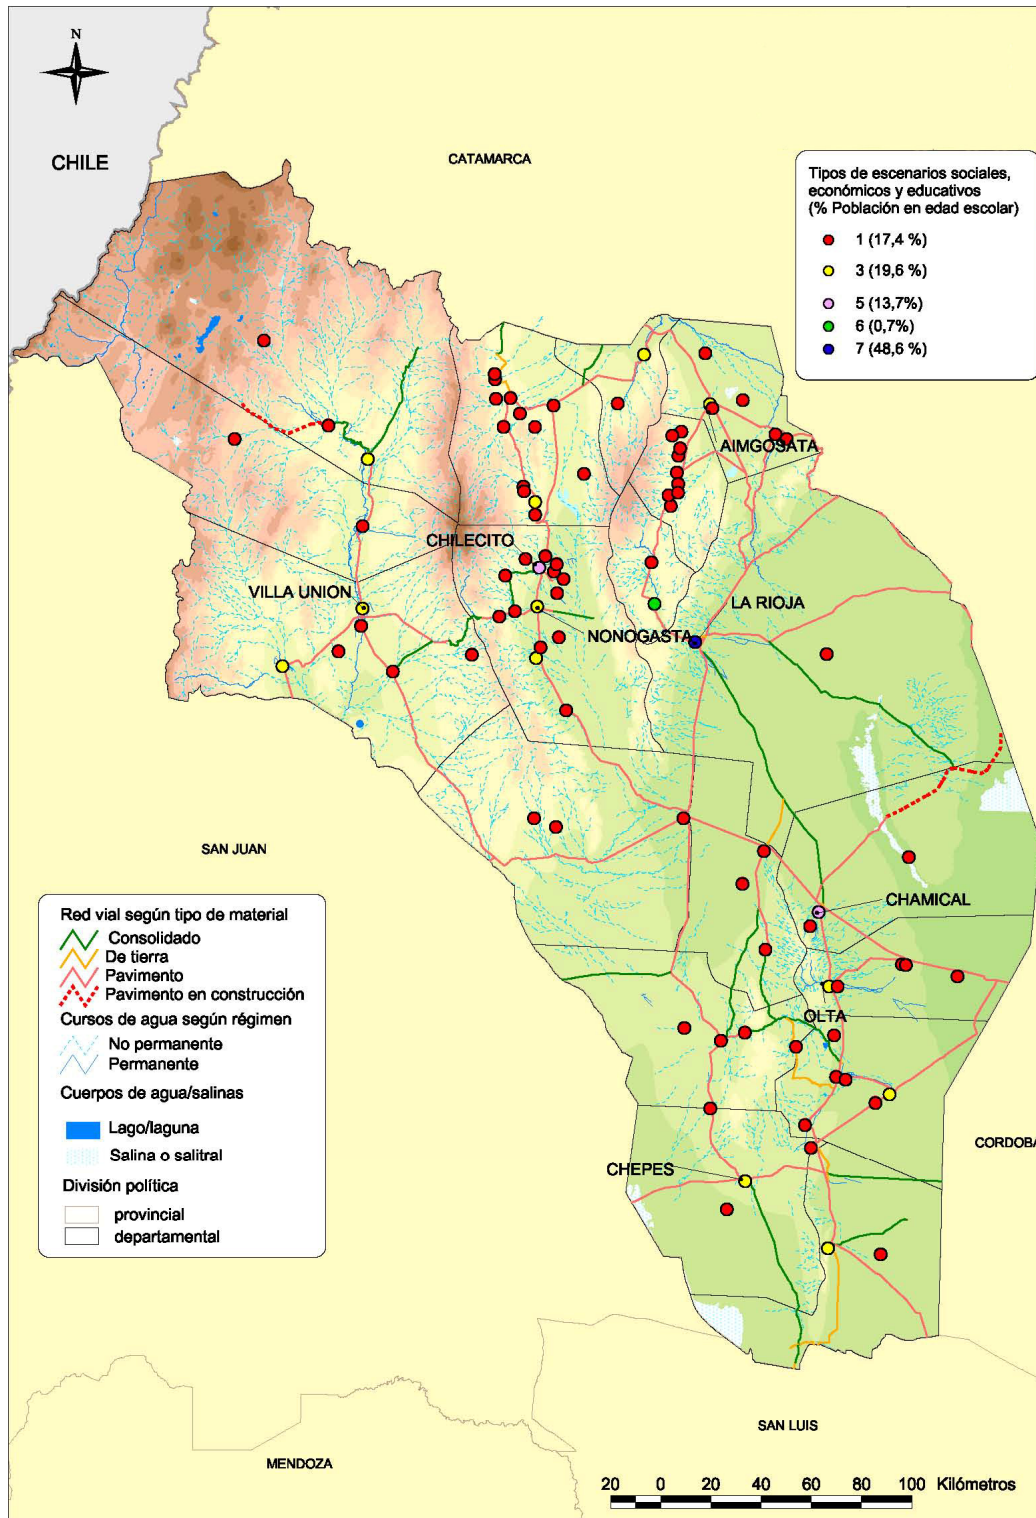 N
CHILE
CATAMARCA
Tipos de escenarios sociales,
económicos y educativos
(% Población en edad escolar)
1 (17,4 %)
3 (19,6 %)
5 (13,7%)
6 (0,7%)
7 (48,6 %)
AIMGOSATA
CHILECITO
VILLA UNION
LA RIOJA
NONOGASTA
SAN JUAN
CHAMICAL
Red vial según tipo de material
Consolidado
De tierra
Pavimento
Pavimento en construcción
Cursos de agua según régimen
No permanente
Permanente
Cuerpos de agua/salinas
Lago/laguna
Salina o salitral
División política
provincial
departamental
OLTA
CORDOBA
CHEPES
SAN LUIS
MENDOZA
20 0 20 40 60 80 100 Kilómetros